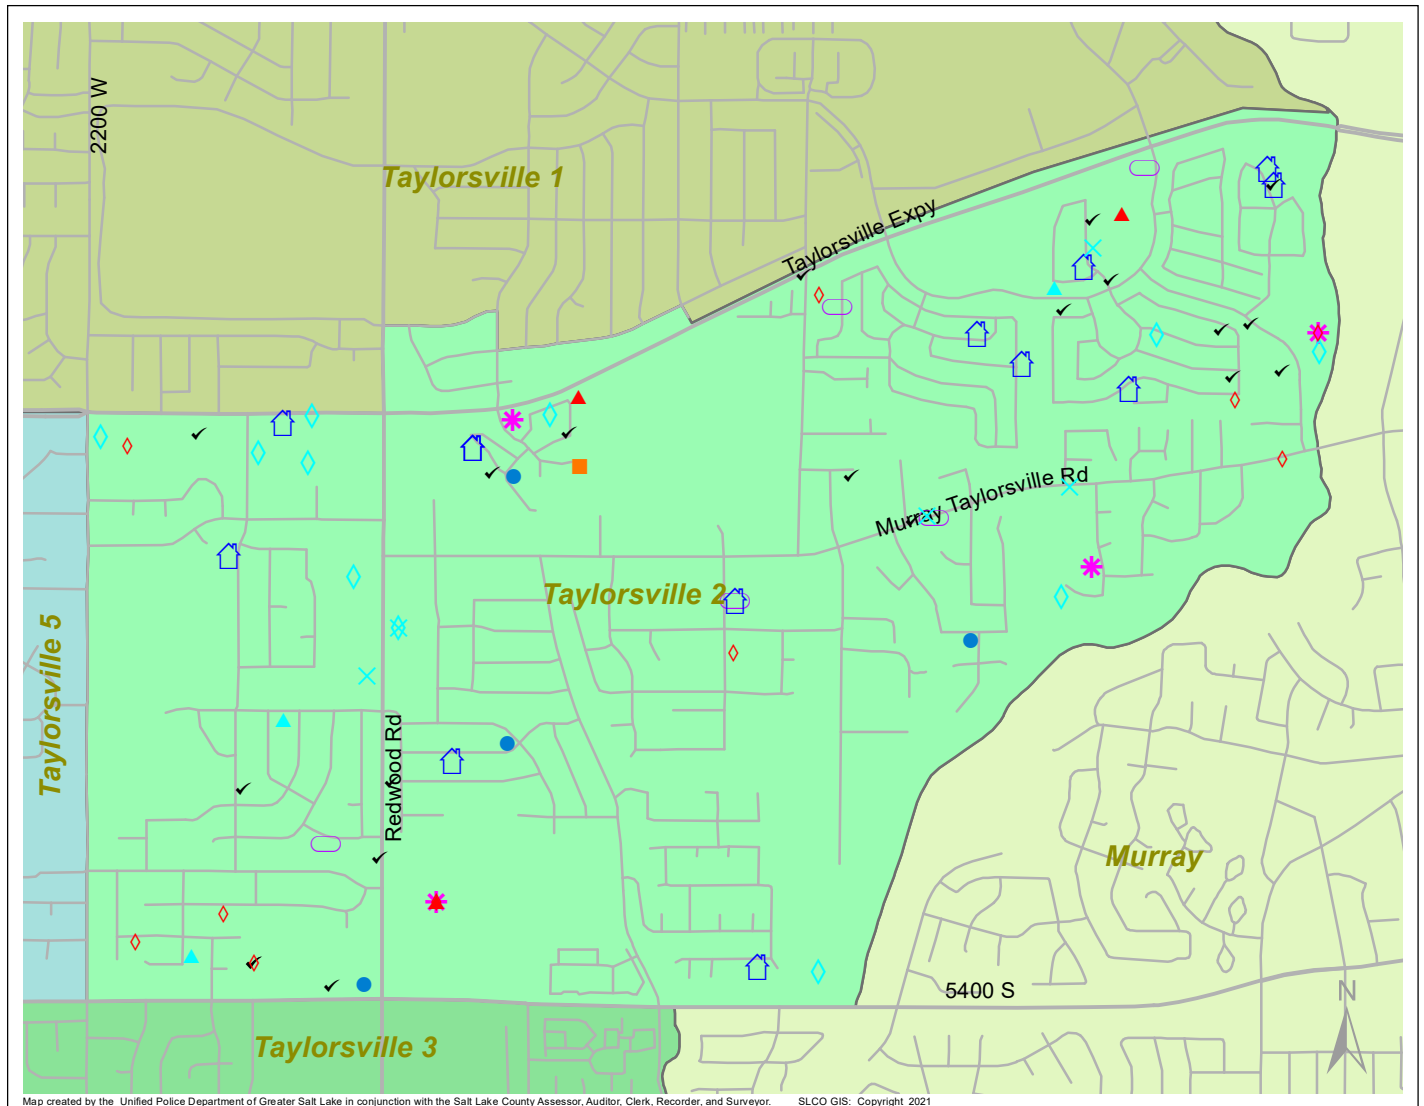 2200 W
Taylorsville 1
Taylorsville Expy
Murray Taylorsville Rd
Taylorsville 2
Taylorsville 5
Redwood Rd
Murray
5400 S
N
Taylorsville 3
Map created by the Unified Police Department of Greater Salt Lake in conjunction with the Salt Lake County Assessor, Auditor, Clerk, Recorder, and Surveyor. SLCO GIS: Copyright 2021